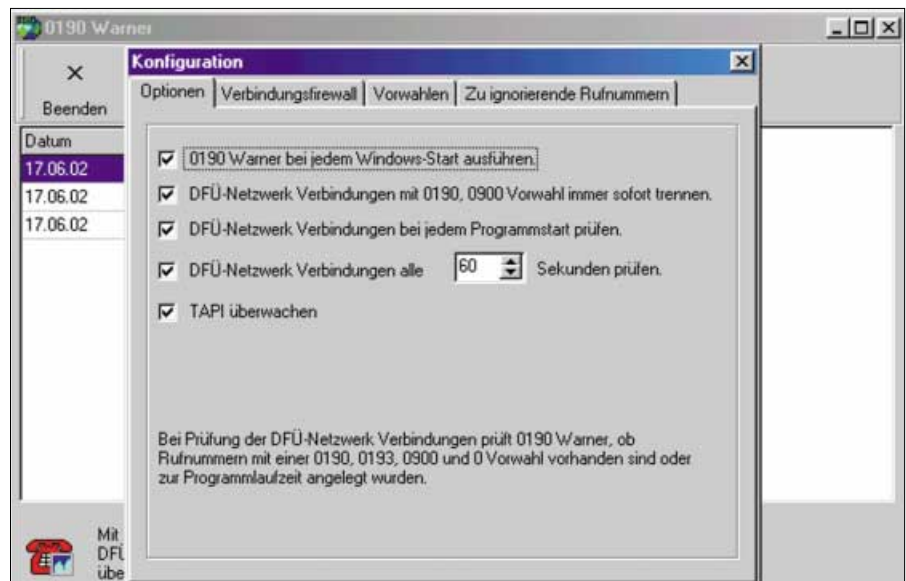 0190 Warner
Beenden
Konfiguration
Optionen Verbindungsfirewall Vorwahlen Zu ignorierende Rufnummern
Datum
17.06.02
17.06.02
17.06.02
0190 Warner bei jedem Windows-Start ausführen.
DFÜ-Netzwerk Verbindungen mit 0190, 0900 Vorwahl immer sofort trennen.
DFÜ-Netzwerk Verbindungen bei jedem Programmstart prüfen.
DFÜ-Netzwerk Verbindungen alle 60 Sekunden prüfen.
TAPI überwachen
Bei Prüfung der DFÜ-Netzwerk Verbindungen prüft 0190 Warner, ob
Rufnummern mit einer 0190, 0193, 0900 und 0 Vorwahl vorhanden sind oder
zur Programmlaufzeit angelegt wurden.
Mit
DFÜ
übe